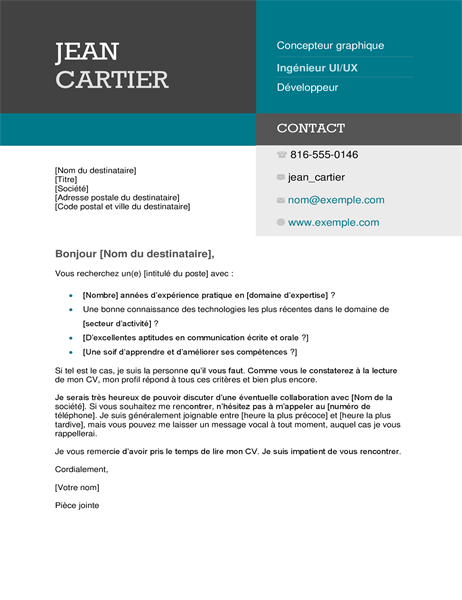 JEAN
CARTIER
Concepteur graphique
Ingénieur UI/UX
Développeur
CONTACT
816-555-0146
jean_cartier
nom@exemple.com
www.exemple.com
[Nom du destinataire]
[Titre]
[Société]
[Adresse postale du destinataire]
[Code postal et ville du destinataire]
Bonjour [Nom du destinataire],
Vous recherchez un(e) [intitulé du poste] avec :
• [Nombre] années d'expérience pratique en [domaine d'expertise] ?
• Une bonne connaissance des technologies les plus récentes dans le domaine de
[secteur d'activité] ?
• [D'excellentes aptitudes en communication écrite et orale ?]
• [Une soif d'apprendre et d'améliorer ses compétences ?]
Si tel est le cas, je suis la personne qu'il vous faut. Comme vous le constaterez à la lecture
de mon CV, mon profil répond à tous ces critères et bien plus encore.
Je serais très heureux de pouvoir discuter d'une éventuelle collaboration avec [Nom de la
société]. Si vous souhaitez me rencontrer, n'hésitez pas à m'appeler au [numéro de
téléphone]. Je suis généralement joignable entre [heure la plus précoce] et [heure la plus
tardive], mais vous pouvez me laisser un message vocal à tout moment, auquel cas je vous
rappellerai.
Je vous remercie d'avoir pris le temps de lire mon CV. Je suis impatient de vous rencontrer.
Cordialement,
[Votre nom]
Pièce jointe